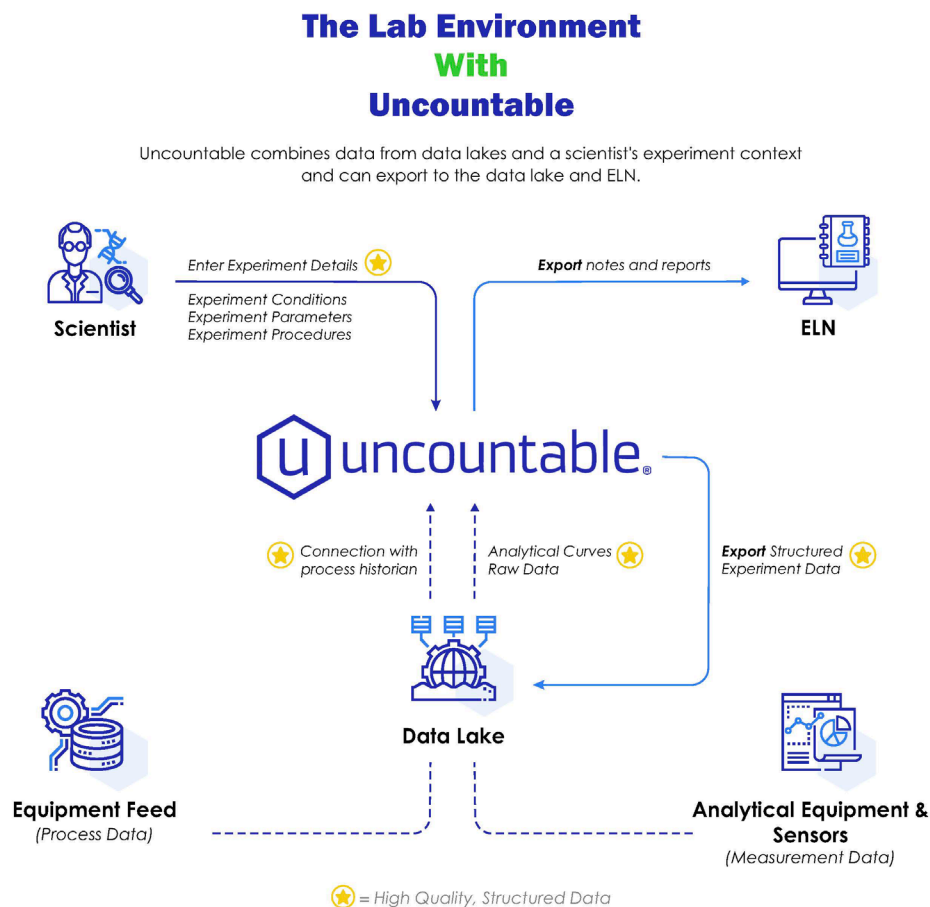 The Lab Environment
With
Uncountable
Uncountable combines data from data lakes and a scientist's experiment context
and can export to the data lake and ELN.
Enter Experiment Details
Experiment Conditions
Experiment Parameters
Experiment Procedures
Scientist
Export notes and reports
ELN
u uncountable®
Connection with
process historian
Analytical Curves
Raw Data
Export Structured
Experiment Data
Data Lake
Equipment Feed
(Process Data)
Analytical Equipment &
Sensors
(Measurement Data)
= High Quality, Structured Data